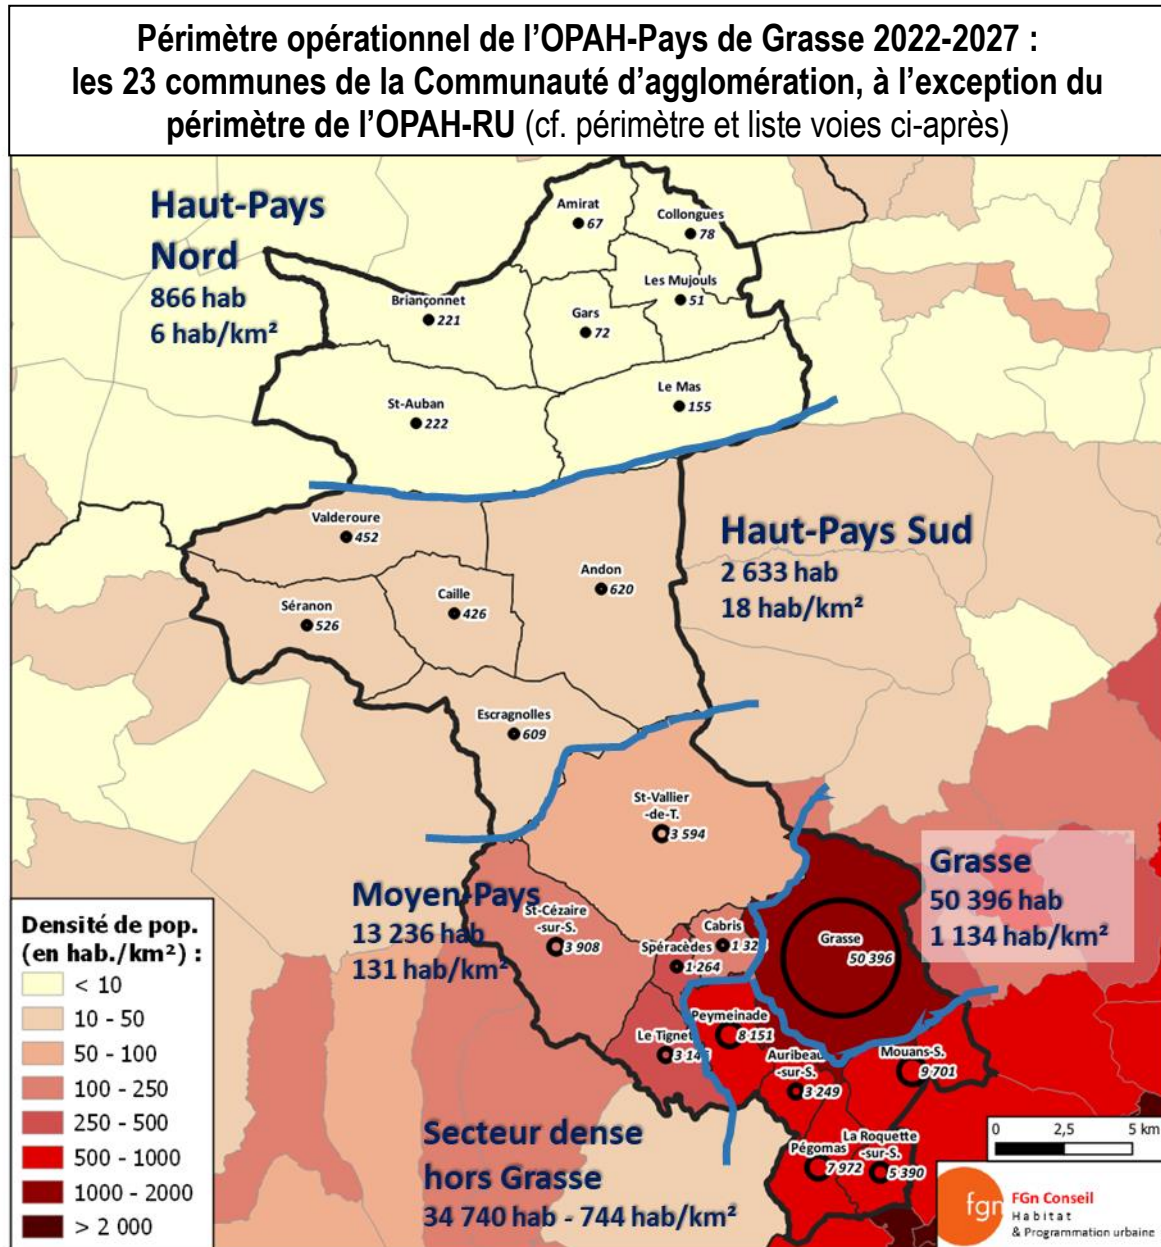 Périmètre opérationnel de l'OPAH-Pays de Grasse 2022-2027 :
les 23 communes de la Communauté d'agglomération, à l'exception du
périmètre de l'OPAH-RU (cf. périmètre et liste voies ci-après)
Haut-Pays
Nord
866 hab
6 hab/km²
Amirat
67
Collongues
78
Les Mujouls
51
Briançonnet
221
Gars
72
St-Auban
222
Le Mas
155
Haut-Pays Sud
2 633 hab
18 hab/km²
Valderoure
452
Andon
620
Caille
426
Séranon
526
Escragnolles
609
St-Vallier
-de-T.
3 594
Moyen-Pays
13 236 hab
131 hab/km²
St-Cézaire
-sur-S.
3 908
Cabris
Spéracèdes
1 264
Le Tignet
Grasse
50 396 hab
1 134 hab/km²
Grasse
50 396
Peymeinade
8 151
Auribeau
-sur-S.
3 249
Mouans-S.
9 701
Pégomas
7 972
La Roquette
-sur-S.
5 390
Secteur dense
hors Grasse
34 740 hab - 744 hab/km²
Densité de pop.
(en hab./km²) :
< 10
10 - 50
50 - 100
100 - 250
250 - 500
500 - 1000
1000 - 2000
> 2 000
0 2,5 5 km
fgn
FGn Conseil
Habitat
& Programmation urbaine